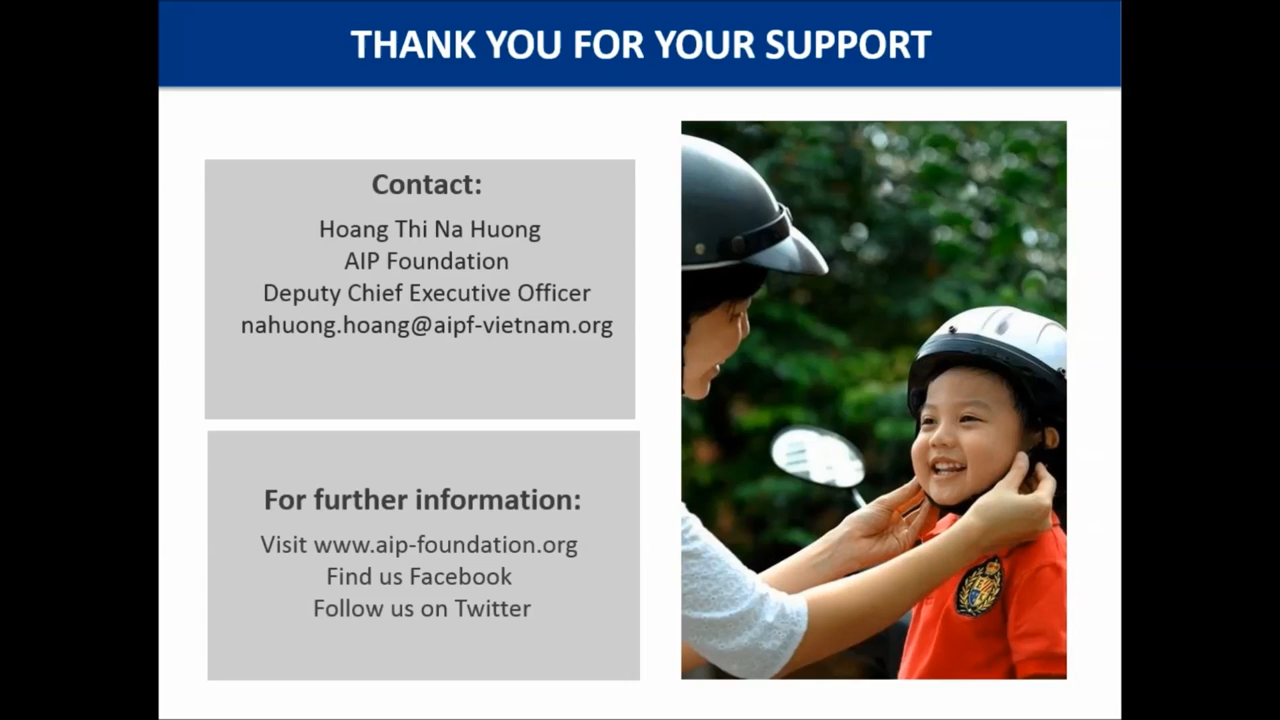 THANK YOU FOR YOUR SUPPORT
Contact:
Hoang Thi Na Huong
AIP Foundation
Deputy Chief Executive Officer
nahuong.hoang@aipf-vietnam.org
For further information:
Visit www.aip-foundation.org
Find us Facebook
Follow us on Twitter